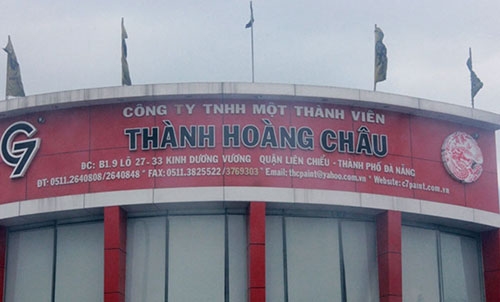 CÔNG TY TNHH MỘT THÀNH VIÊN
THÀNH HOÀNG CHÂU
G7
ĐC: B1.9 LÔ 27 - 33 KINH DƯƠNG VƯƠNG QUẬN LIÊN CHIỂU - THÀNH PHỐ ĐÀ NẴNG
ĐT: 0511.2640808/2640848 * FAX: 0511.3825522/3769303 * Email: thcpaint@yahoo.com.vn * Website: c7paint.com.vn